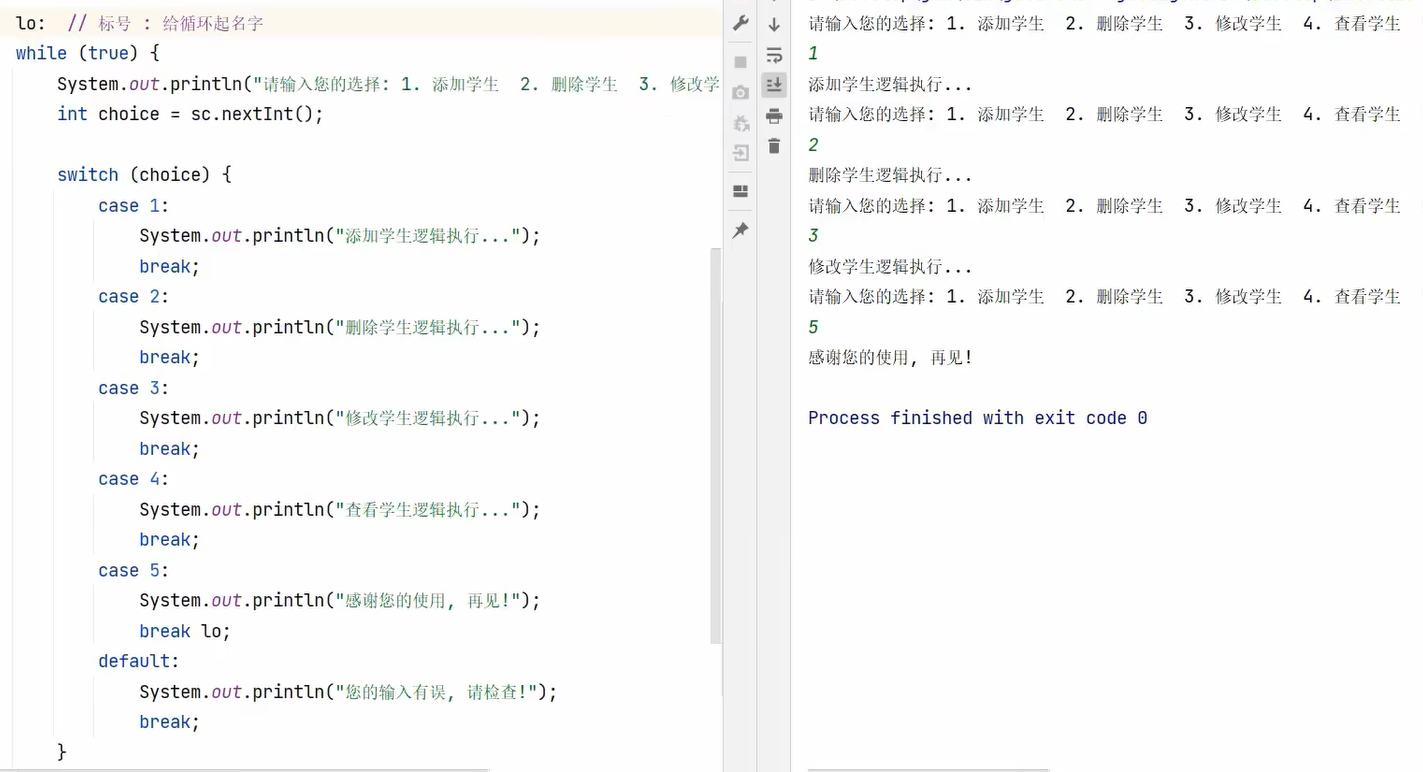 lo:  // 标号 : 给循环起名字
while (true) {
System.out.println("请输入您的选择: 1. 添加学生  2. 删除学生  3. 修改学
int choice = sc.nextInt();
switch (choice) {
case 1:
System.out.println("添加学生逻辑执行...");
break;
case 2:
System.out.println("删除学生逻辑执行...");
break;
case 3:
System.out.println("修改学生逻辑执行...");
break;
case 4:
System.out.println("查看学生逻辑执行...");
break;
case 5:
System.out.println("感谢您的使用, 再见!");
break lo;
default:
System.out.println("您的输入有误, 请检查!");
break;
}
请输入您的选择: 1. 添加学生  2. 删除学生  3. 修改学生  4. 查看学生
1
添加学生逻辑执行...
请输入您的选择: 1. 添加学生  2. 删除学生  3. 修改学生  4. 查看学生
2
删除学生逻辑执行...
请输入您的选择: 1. 添加学生  2. 删除学生  3. 修改学生  4. 查看学生
3
修改学生逻辑执行...
请输入您的选择: 1. 添加学生  2. 删除学生  3. 修改学生  4. 查看学生
5
感谢您的使用, 再见!
Process finished with exit code 0